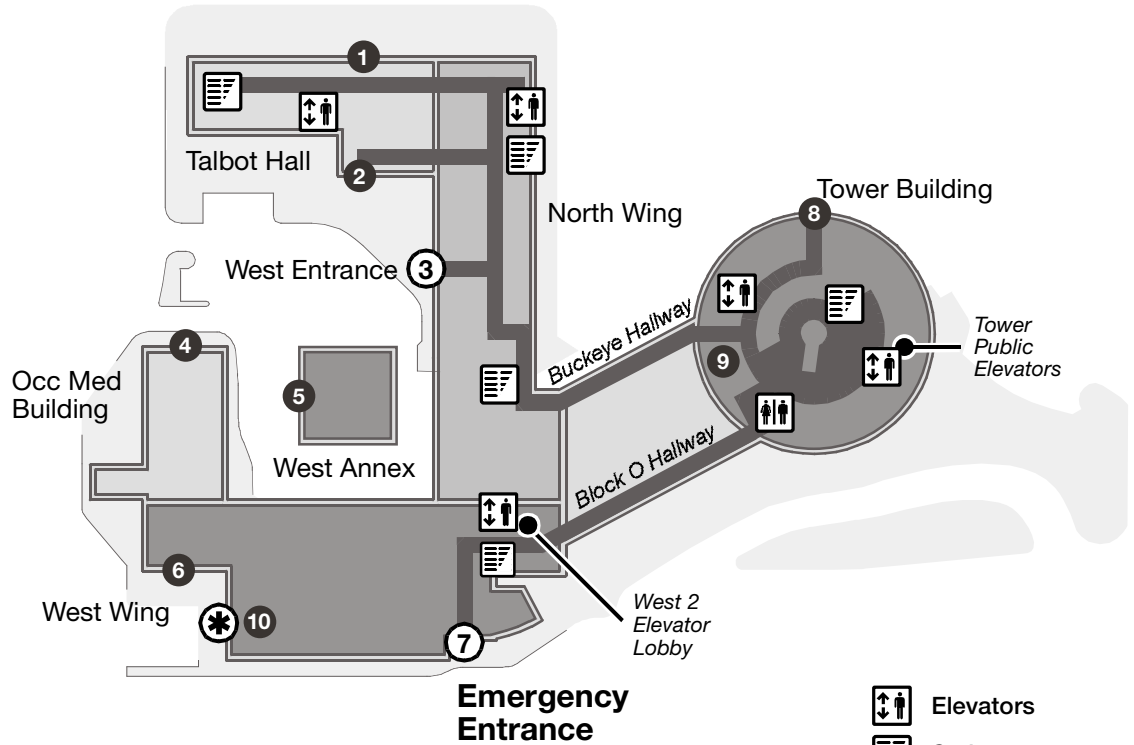 1
Talbot Hall
2
North Wing
8
Tower Building
West Entrance
3
Buckeye Hallway
Tower
Public
Elevators
4
9
Occ Med
Building
5
West Annex
Block O Hallway
6
West Wing
10
7
West 2
Elevator
Lobby
Emergency
Entrance
Elevators